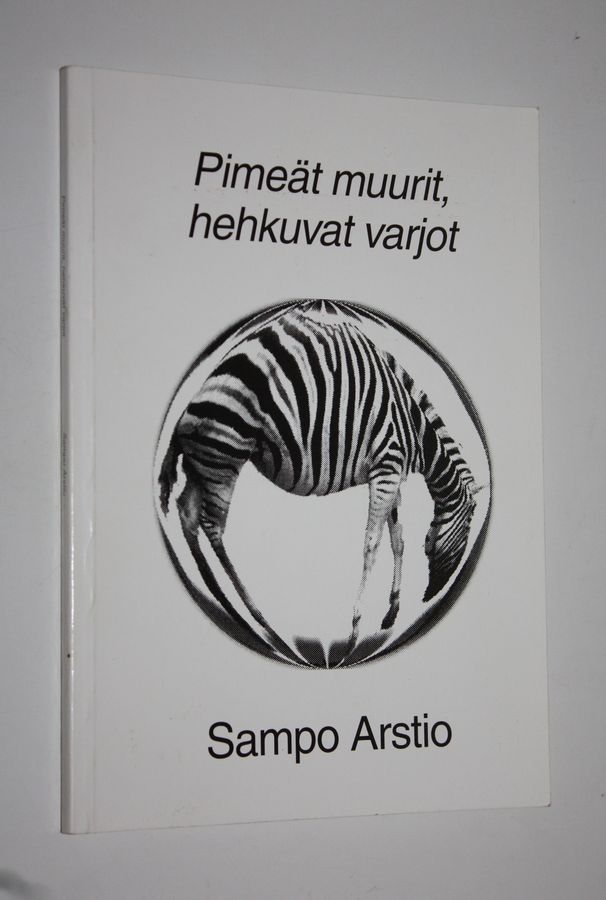 Pimeät muurit,
hehkuvat varjot
Sampo Arstio